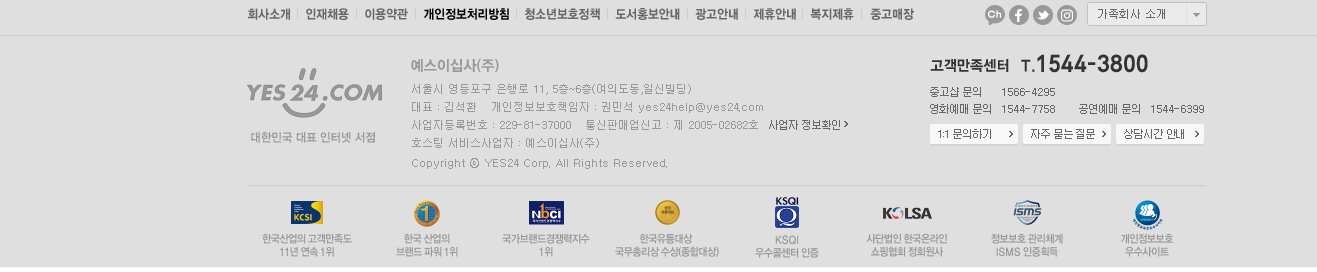 회사소개 인재채용 이용약관 개인정보처리방침 청소년보호정책 도서홍보안내 광고안내 제휴안내 복지제휴 중고매장
Ch
가족회사 소개
YES24.COM
대한민국 대표 인터넷 서점
예스이십사(주)
서울시 영등포구 은행로 11, 5층~6층(여의도동,일신빌딩)
대표 : 김석환 개인정보보호책임자 : 권민석 yes24help@yes24.com
사업자등록번호 : 229-81-37000 통신판매업신고 : 제 2005-02682호 사업자 정보확인 >
호스팅 서비스사업자 : 예스이십사(주)
Copyright ⓒ YES24 Corp. All Rights Reserved.
고객만족센터 T.1544-3800
중고샵 문의 1566-4295
영화예매 문의 1544-7758 공연예매 문의 1544-6399
1:1 문의하기 > 자주 묻는 질문 > 상담시간 안내 >
KCSI
한국산업의 고객만족도
11년 연속 1위
1
한국 산업의
브랜드 파워 1위
NbCI
국가브랜드경쟁력지수
1위
한국유통대상
국무총리상 수상(종합대상)
KSQI
Q
KSQI
우수콜센터 인증
KOLSA
사단법인 한국온라인
쇼핑협회 정회원사
ISMS
정보보호 관리체계
ISMS 인증획득
개인정보보호
우수사이트